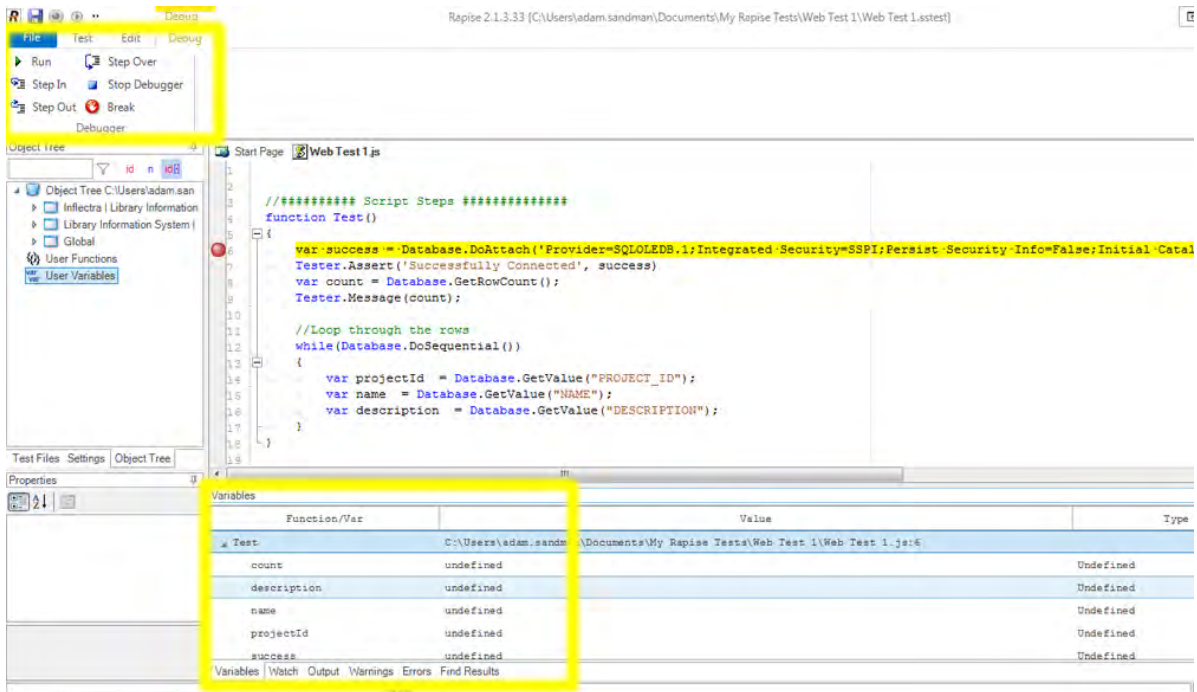 Debug
Rapise 2.1.3.33 [C:\Users\adam.sandman\Documents\My Rapise Tests\Web Test 1\Web Test 1.sstest]
File Test Edit Debug
Run Step Over
Step In Stop Debugger
Step Out Break
Debugger
Object Tree
id n id
Start Page Web Test 1.js
Object Tree C:\Users\adam.san
Inflectra | Library Information
Library Information System |
Global
User Functions
var User Variables
1
2
3 //########## Script Steps ##############
4 function Test()
5 {
6 var success = Database.DoAttach('Provider=SQLOLEDB.1;Integrated Security=SSPI;Persist Security Info=False;Initial Catal
7 Tester.Assert('Successfully Connected', success)
8 var count = Database.GetRowCount();
9 Tester.Message(count);
10
11 //Loop through the rows
12 while(Database.DoSequential())
13 {
14 var projectId = Database.GetValue("PROJECT_ID");
15 var name = Database.GetValue("NAME");
16 var description = Database.GetValue("DESCRIPTION");
17 }
18 }
19
Test Files Settings Object Tree
Properties
Variables
Function/Var Value Type
Test C:\Users\adam.sandman\Documents\My Rapise Tests\Web Test 1\Web Test 1.js:6
count undefined Undefined
description undefined Undefined
name undefined Undefined
projectId undefined Undefined
success undefined Undefined
Variables Watch Output Warnings Errors Find Results